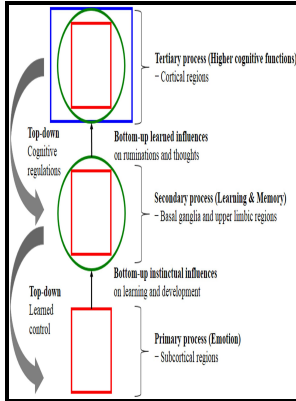 Tertiary process (Higher cognitive functions)
– Cortical regions
Top-down
Cognitive
regulations
Bottom-up learned influences
on ruminations and thoughts
Secondary process (Learning & Memory)
– Basal ganglia and upper limbic regions
Bottom-up instinctual influences
on learning and development
Top-down
Learned
control
Primary process (Emotion)
– Subcortical regions